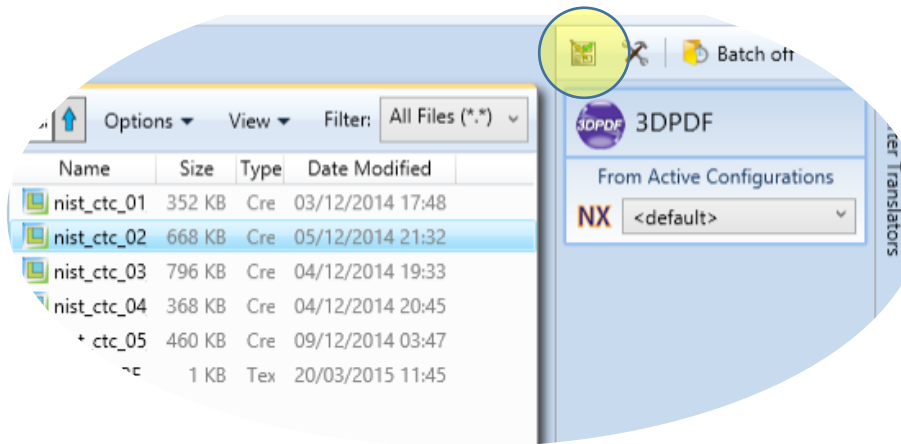 Options View Filter: All Files (*.*)
Name Size Type Date Modified
nist_ctc_01 352 KB Cre 03/12/2014 17:48
nist_ctc_02 668 KB Cre 05/12/2014 21:32
nist_ctc_03 796 KB Cre 04/12/2014 19:33
nist_ctc_04 368 KB Cre 04/12/2014 20:45
ctc_05 460 KB Cre 09/12/2014 03:47
1 KB Tex 20/03/2015 11:45
Batch
3DPDF 3DPDF
From Active Configurations
NX <default>
Translators